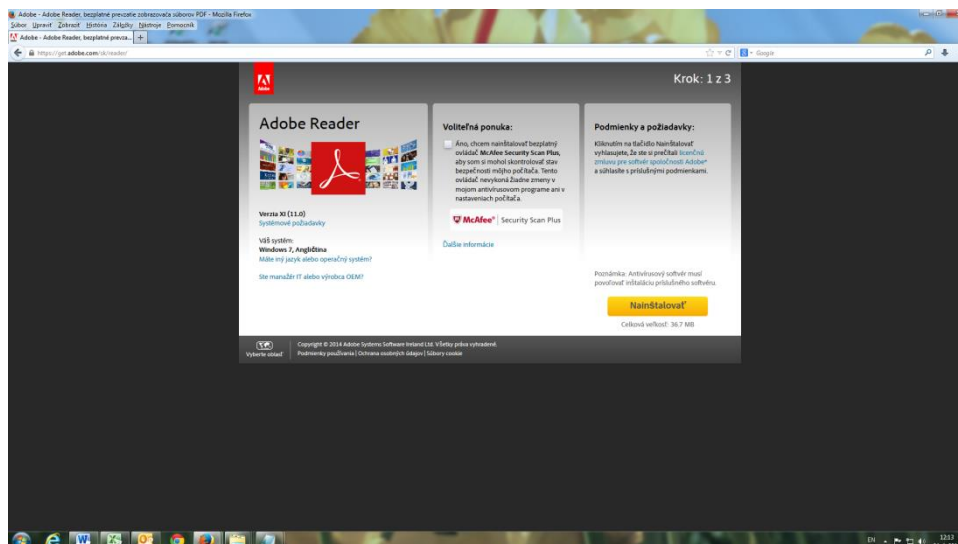 Adobe - Adobe Reader, bezplatné prevzatie zobrazovača súborov PDF - Mozilla Firefox
Súbor Upraviť Zobraziť História Záložky Nástroje Pomocník
Adobe - Adobe Reader, bezplatné prevza...
https://get.adobe.com/sk/reader/
Google
Adobe
Krok: 1 z 3
Adobe Reader
Verzia XI (11.0)
Systémové požiadavky
Váš systém:
Windows 7, Angličtina
Máte iný jazyk alebo operačný systém?
Ste manažér IT alebo výrobca OEM?
Voliteľná ponuka:
Áno, chcem nainštalovať bezplatný
ovládač McAfee Security Scan Plus,
aby som si mohol skontrolovať stav
bezpečnosti môjho počítača. Tento
ovládač nevykoná žiadne zmeny v
mojom antivírusovom programe ani v
nastaveniach počítača.
McAfee® Security Scan Plus
Ďalšie informácie
Podmienky a požiadavky:
Kliknutím na tlačidlo Nainštalovať
vyhlasujete, že ste si prečítali licenčnú
zmluvu pre softvér spoločnosti Adobe*
a súhlasíte s príslušnými podmienkami.
Poznámka: Antivírusový softvér musí
povoľovať inštaláciu príslušného softvéru.
Nainštalovať
Celková veľkosť: 38.7 MB
Vyberte oblasť
Copyright © 2014 Adobe Systems Software Ireland Ltd. Všetky práva vyhradené.
Podmienky používania | Ochrana osobných údajov | Súbory cookie
EN
12:13